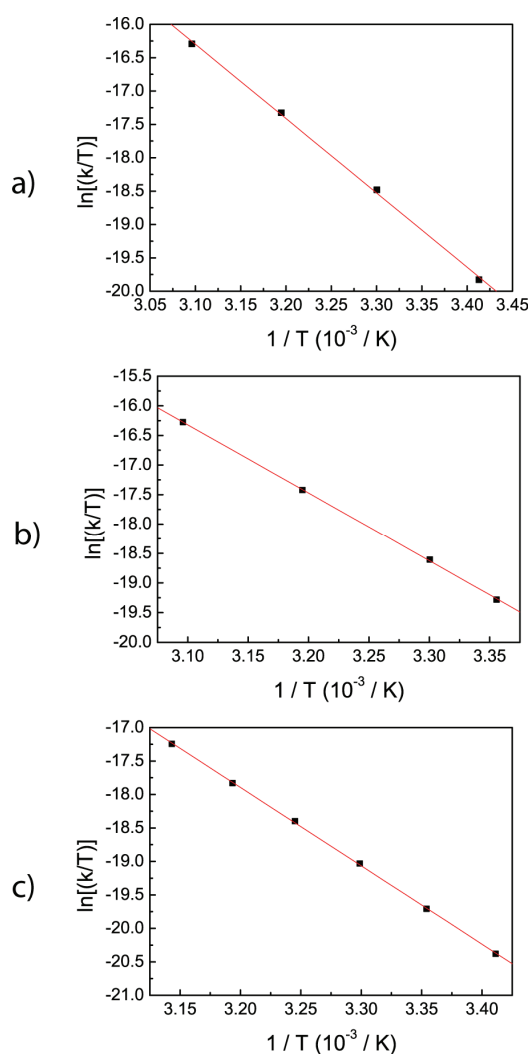 a)
ln[(k/T)]
-16.0
-16.5
-17.0
-17.5
-18.0
-18.5
-19.0
-19.5
-20.0
3.05 3.10 3.15 3.20 3.25 3.30 3.35 3.40 3.45
1 / T (10⁻³ / K)
b)
ln[(k/T)]
-15.5
-16.0
-16.5
-17.0
-17.5
-18.0
-18.5
-19.0
-19.5
-20.0
3.10 3.15 3.20 3.25 3.30 3.35
1 / T (10⁻³ / K)
c)
ln[(k/T)]
-17.0
-17.5
-18.0
-18.5
-19.0
-19.5
-20.0
-20.5
-21.0
3.15 3.20 3.25 3.30 3.35 3.40
1 / T (10⁻³ / K)